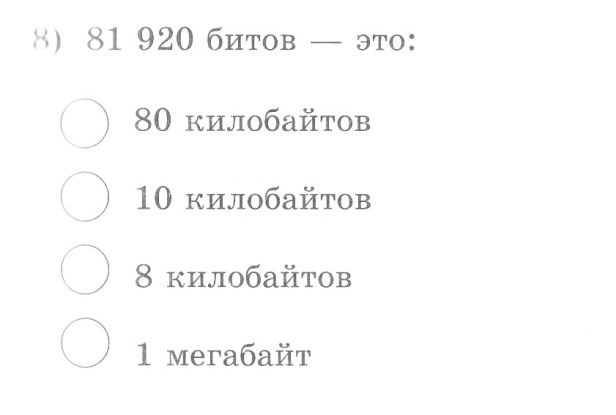 8) 81 920 битов — это:
80 килобайтов
10 килобайтов
8 килобайтов
1 мегабайт